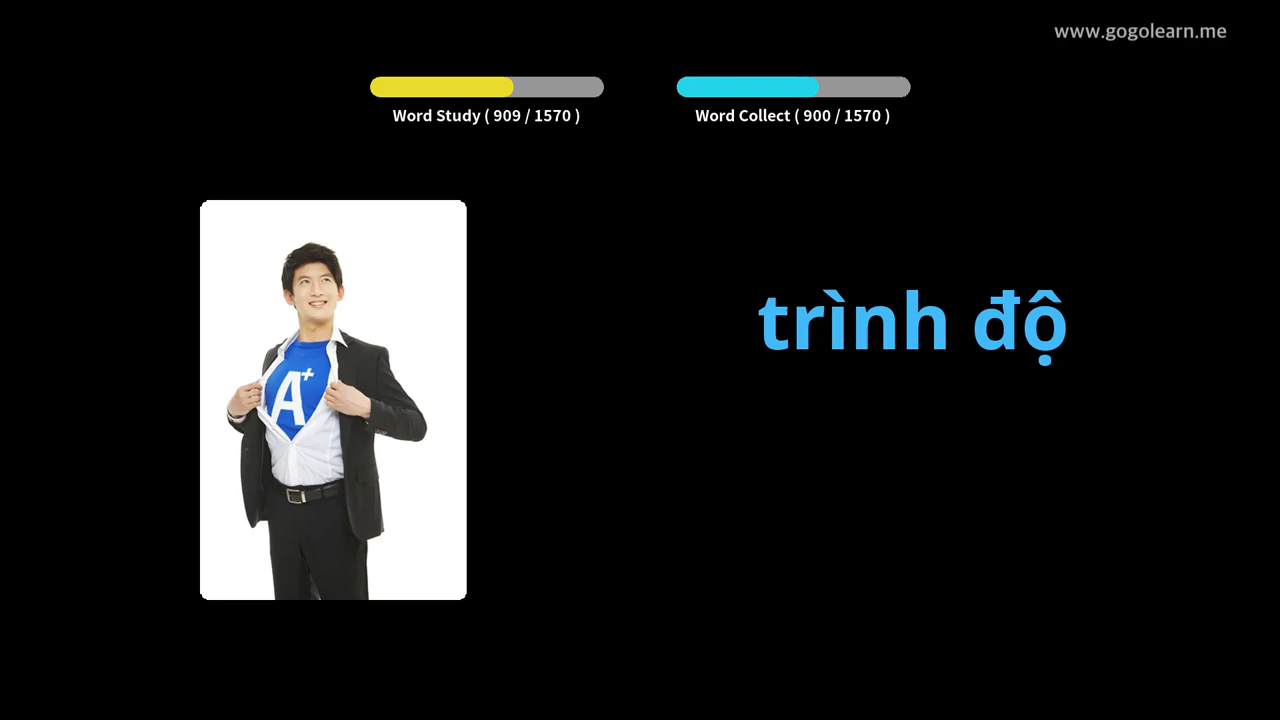 www.gogolearn.me
Word Study ( 909 / 1570 )
Word Collect ( 900 / 1570 )
A+
trình độ